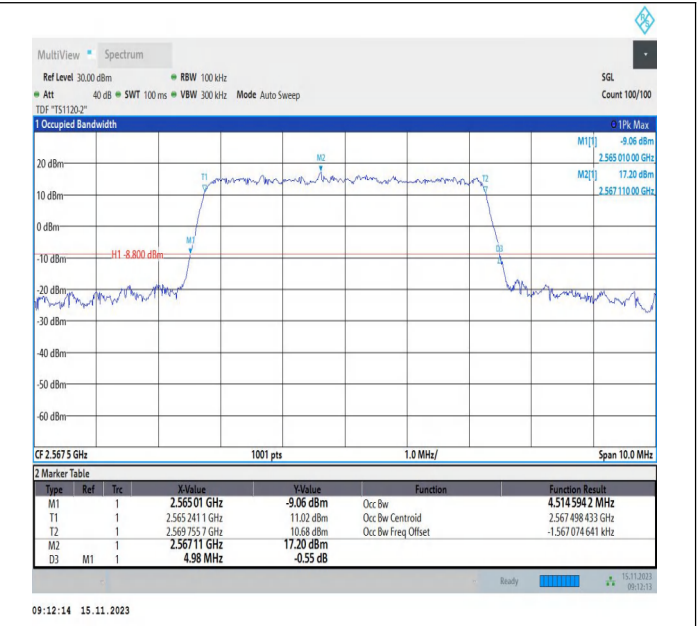 R S
MultiView Spectrum
Ref Level 30.00 dBm RBW 100 kHz SGL
Att 40 dB SWT 100 ms VBW 300 kHz Mode Auto Sweep Count 100/100
TDF "TS1120-2"
1 Occupied Bandwidth 1Pk Max
M1[1] -9.06 dBm
2.565 010 00 GHz
M2[1] 17.20 dBm
2.567 110 00 GHz
M2
20 dBm
T1 T2
10 dBm
0 dBm
M1 D3
H1 -8.800 dBm
-10 dBm
-20 dBm
-30 dBm
-40 dBm
-50 dBm
-60 dBm
CF 2.567 5 GHz 1001 pts 1.0 MHz/ Span 10.0 MHz
2 Marker Table
Type Ref Trc X-Value Y-Value Function Function Result
M1 1 2.565 01 GHz -9.06 dBm Occ Bw 4.514 594 2 MHz
T1 1 2.565 241 1 GHz 11.02 dBm Occ Bw Centroid 2.567 498 433 GHz
T2 1 2.569 755 7 GHz 10.68 dBm Occ Bw Freq Offset -1.567 074 641 kHz
M2 1 2.567 11 GHz 17.20 dBm
D3 M1 1 4.98 MHz -0.55 dB
Ready 15.11.2023
09:12:13
09:12:14 15.11.2023